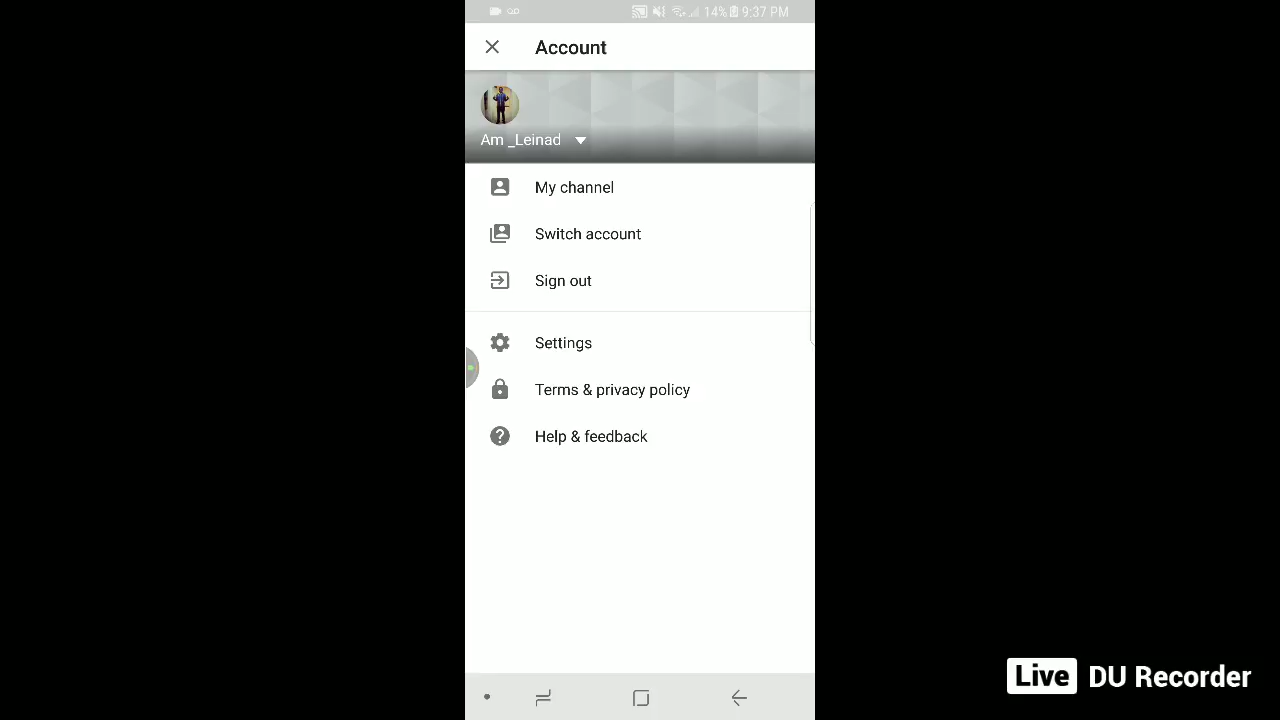 14% 9:37 PM
Account
Am _Leinad
My channel
Switch account
Sign out
Settings
Terms & privacy policy
Help & feedback
Live DU Recorder